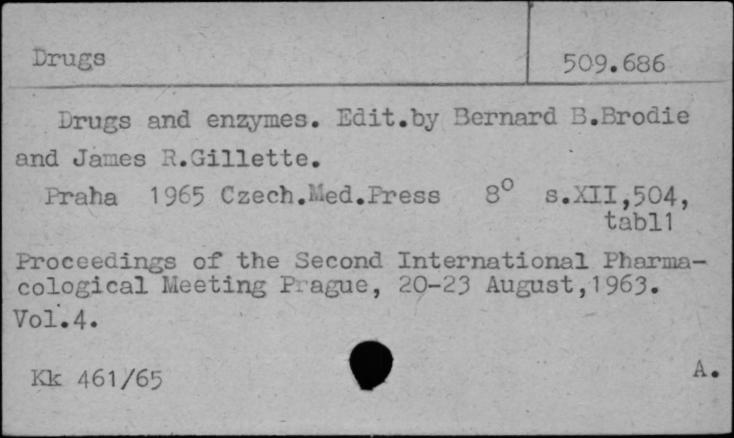 Drugs
509.686
Drugs and enzymes. Edit.by Bernard B.Brodie
and James R.Gillette.
Praha 1965 Czech.Med.Press 8° s.XII,504,
tabl1
Proceedings of the Second International Pharma-
cological Meeting Prague, 20-23 August,1963.
Vol.4.
Kk 461/65
A.